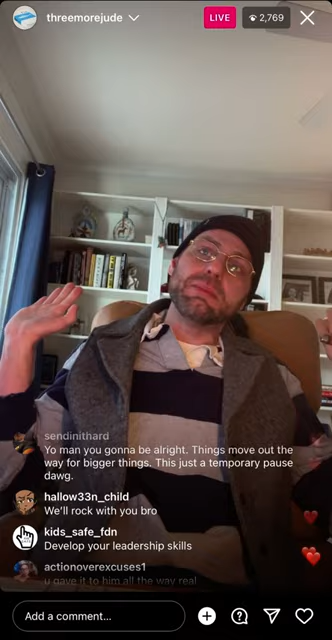 threemorejude
LIVE
2,769
sendinithard
Yo man you gonna be alright. Things move out the
way for bigger things. This just a temporary pause
dawg.
hallow33n_child
We'll rock with you bro
kids_safe_fdn
Develop your leadership skills
actionoverexcuses1
u gave it to him all the way real
Add a comment...